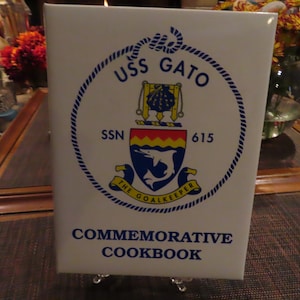 USS GATO
SSN 615
THE GOALKEEPER
COMMEMORATIVE
COOKBOOK